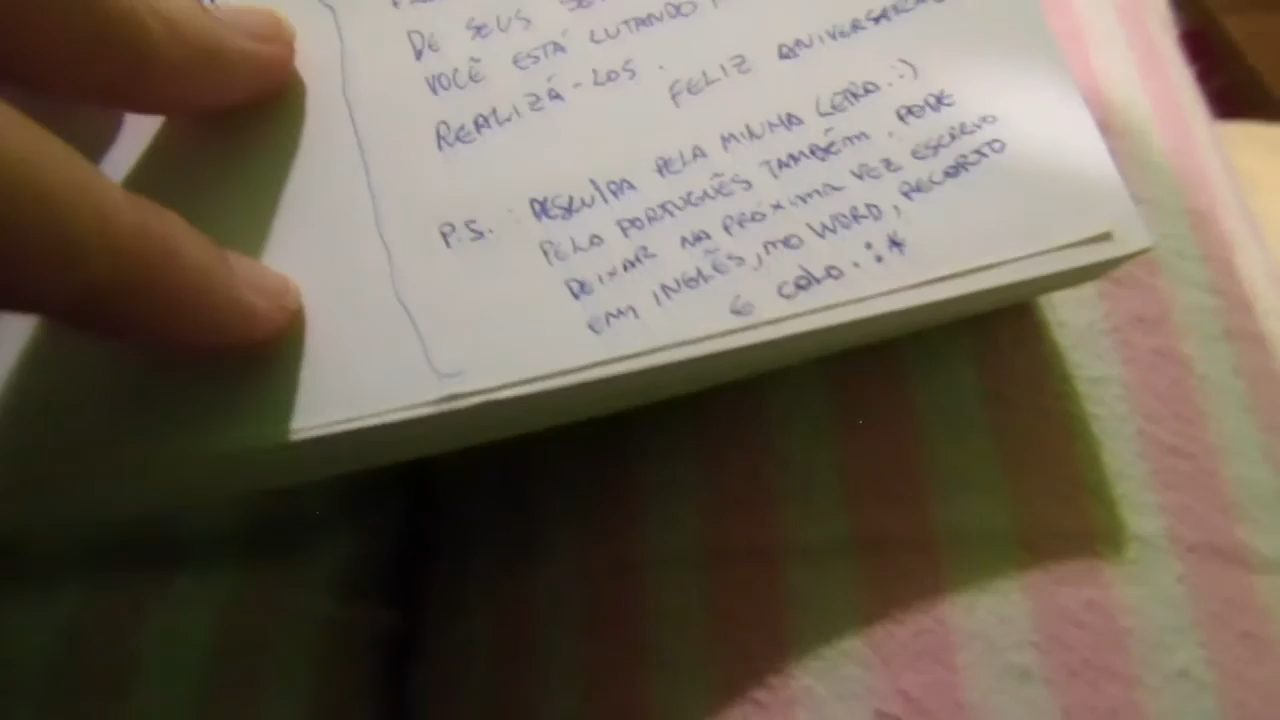 DE SEUS
VOCÊ ESTÁ LUTANDO
REALIZÁ-LOS.
FELIZ ANIVERSÁRIO
P.S.: DESCULPA PELA MINHA LETRA. :)
PELO PORTUGUÊS TAMBÉM. PODE
DEIXAR NA PRÓXIMA VEZ ESCREVO
EM INGLÊS, NO WORD, RECORTO
E COLO. :*